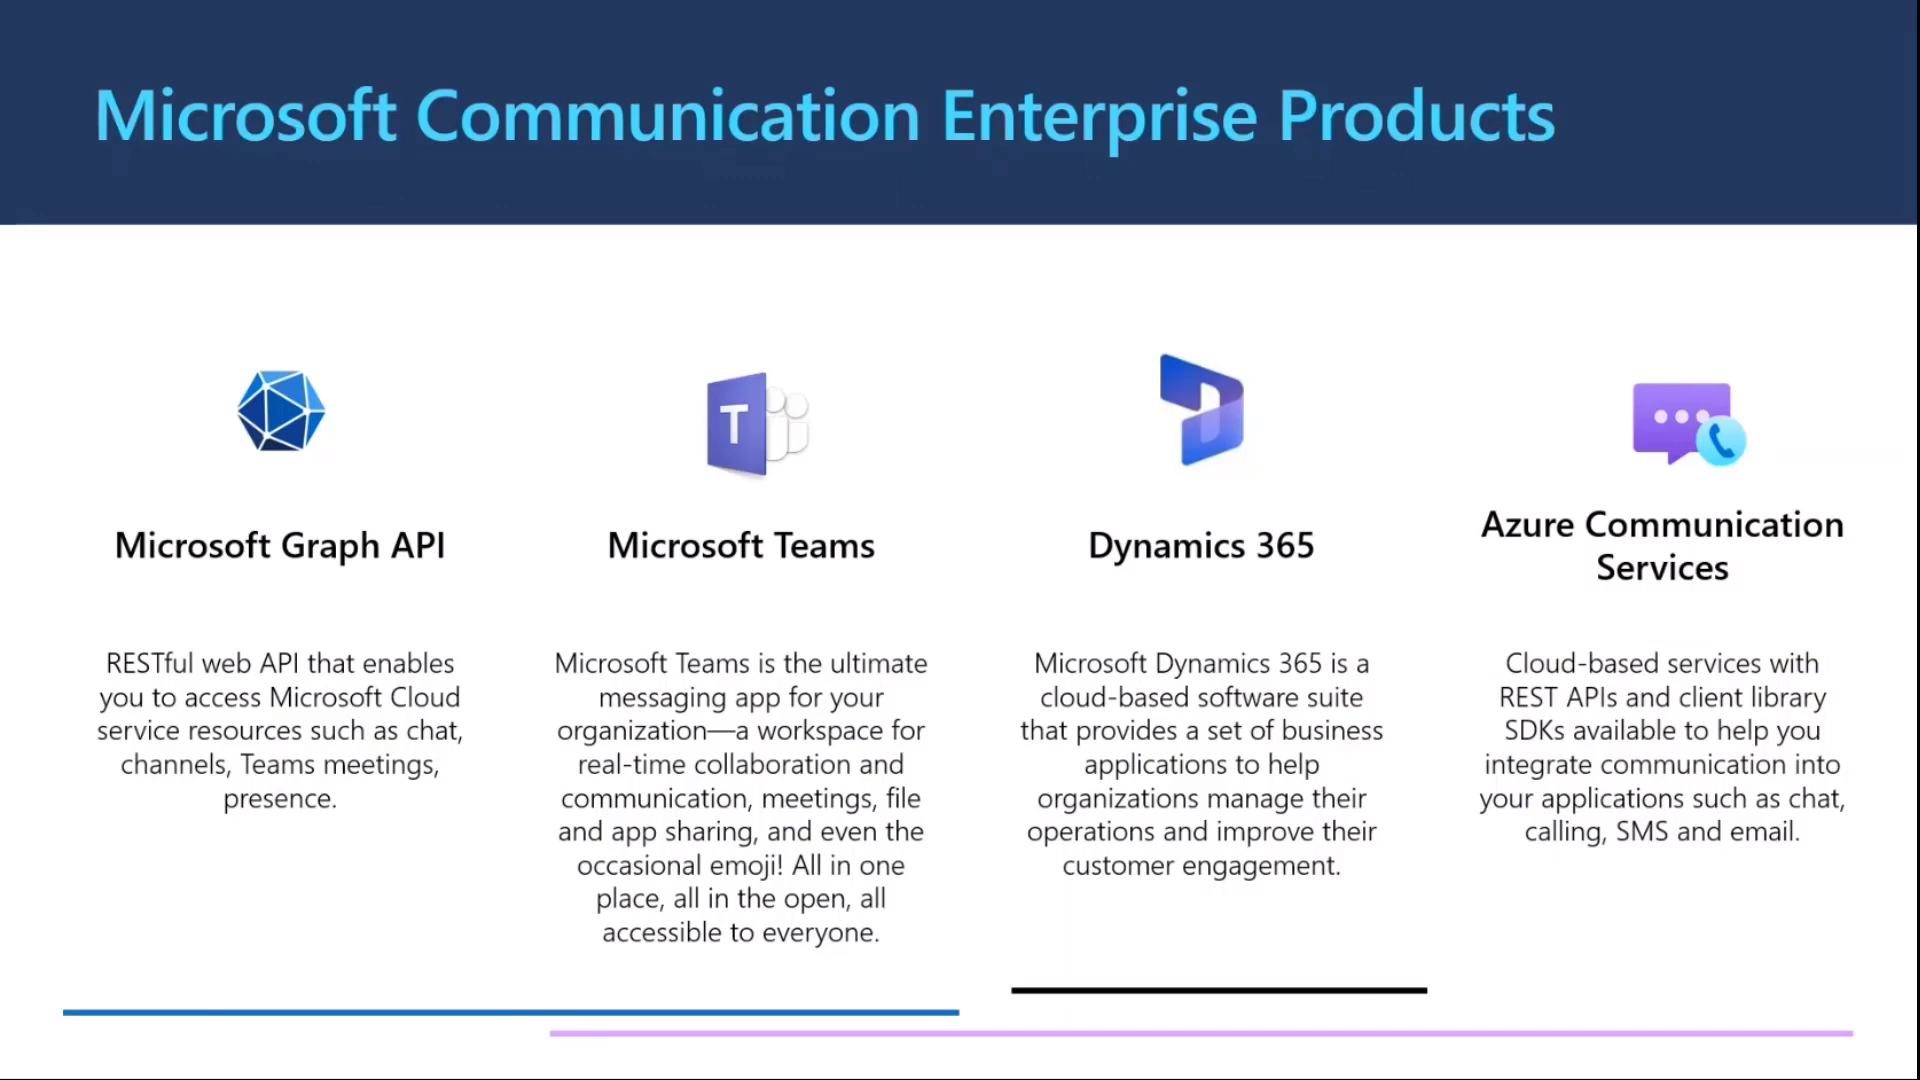 Microsoft Communication Enterprise Products
T
Microsoft Graph API
RESTful web API that enables
you to access Microsoft Cloud
service resources such as chat,
channels, Teams meetings,
presence.
Microsoft Teams
Microsoft Teams is the ultimate
messaging app for your
organization—a workspace for
real-time collaboration and
communication, meetings, file
and app sharing, and even the
occasional emoji! All in one
place, all in the open, all
accessible to everyone.
Dynamics 365
Microsoft Dynamics 365 is a
cloud-based software suite
that provides a set of business
applications to help
organizations manage their
operations and improve their
customer engagement.
Azure Communication
Services
Cloud-based services with
REST APIs and client library
SDKs available to help you
integrate communication into
your applications such as chat,
calling, SMS and email.